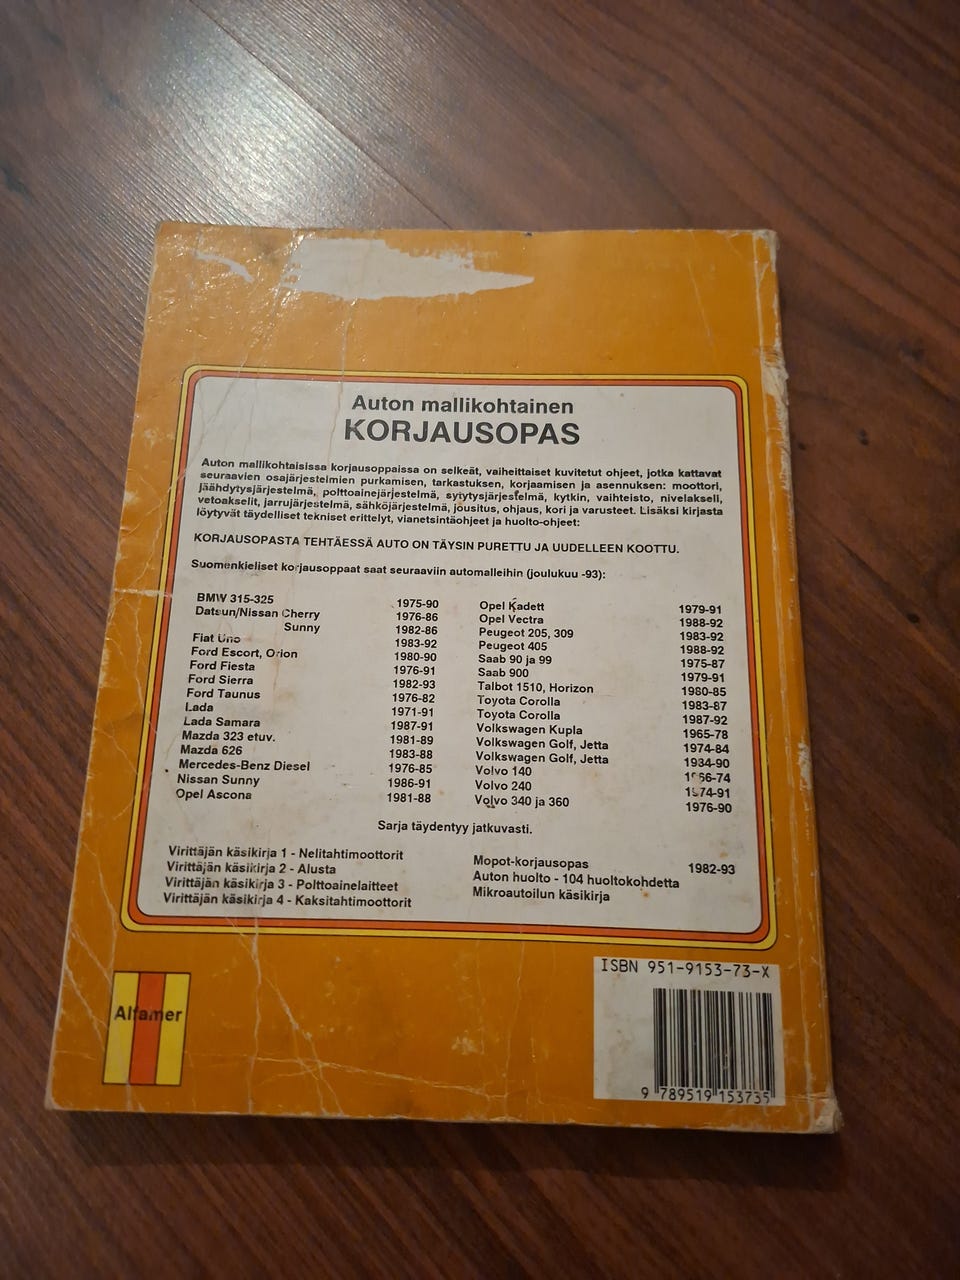 Auton mallikohtainen
KORJAUSOPAS
Auton mallikohtaisissa korjausoppaissa on selkeät, vaiheittaiset kuvitetut ohjeet, jotka kattavat
seuraavien osajärjestelmien purkamisen, tarkastuksen, korjaamisen ja asennuksen: moottori,
jäähdytysjärjestelmä, polttoainejärjestelmä, sytytysjärjestelmä, kytkin, vaihteisto, nivelakseli,
vetoakselit, jarrujärjestelmä, sähköjärjestelmä, jousitus, ohjaus, kori ja varusteet. Lisäksi kirjasta
löytyvät täydelliset tekniset erittelyt, vianetsintäohjeet ja huolto-ohjeet:
KORJAUSOPASTA TEHTÄESSÄ AUTO ON TÄYSIN PURETTU JA UUDELLEEN KOOTTU.
Suomenkieliset korjausoppaat saat seuraaviin automalleihin (joulukuu -93):
BMW 315-325 1975-90
Datsun/Nissan Cherry 1976-86
Sunny 1982-86
Fiat Uno 1983-92
Ford Escort, Orion 1980-90
Ford Fiesta 1976-91
Ford Sierra 1982-93
Ford Taunus 1976-82
Lada 1971-91
Lada Samara 1987-91
Mazda 323 etuv. 1981-89
Mazda 626 1983-88
Mercedes-Benz Diesel 1976-85
Nissan Sunny 1986-91
Opel Ascona 1981-88
Opel Kadett 1979-91
Opel Vectra 1988-92
Peugeot 205, 309 1983-92
Peugeot 405 1988-92
Saab 90 ja 99 1975-87
Saab 900 1979-91
Talbot 1510, Horizon 1980-85
Toyota Corolla 1983-87
Toyota Corolla 1987-92
Volkswagen Kupla 1965-78
Volkswagen Golf, Jetta 1974-84
Volkswagen Golf, Jetta 1984-90
Volvo 140 1966-74
Volvo 240 1974-91
Volvo 340 ja 360 1976-90
Sarja täydentyy jatkuvasti.
Virittäjän käsikirja 1 - Nelitahtimoottorit
Virittäjän käsikirja 2 - Alusta
Virittäjän käsikirja 3 - Polttoainelaitteet
Virittäjän käsikirja 4 - Kaksitahtimoottorit
Mopot-korjausopas 1982-93
Auton huolto - 104 huoltokohdetta
Mikroautoilun käsikirja
Alfamer
ISBN 951-9153-73-X
9 789519 153735